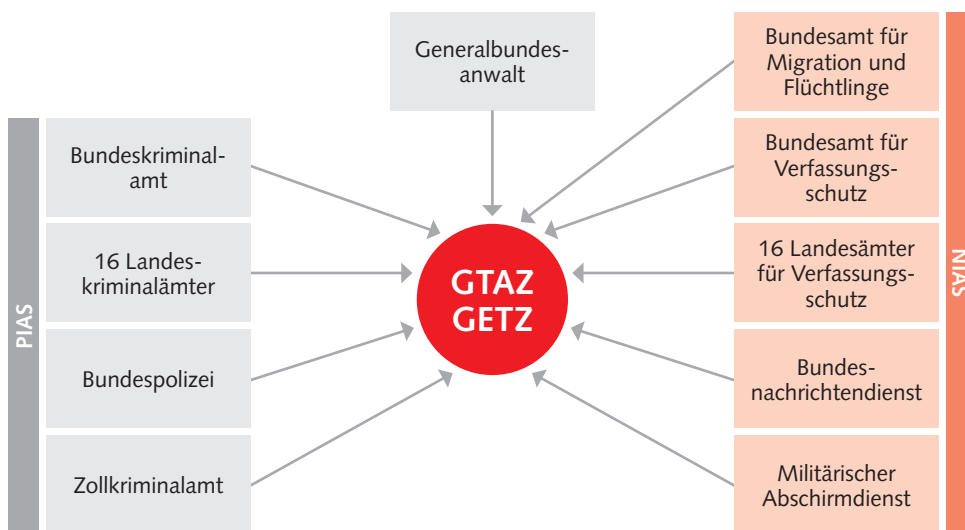 Generalbundes-
anwalt
PIAS
Bundeskriminal-
amt
16 Landes-
kriminalämter
Bundespolizei
Zollkriminalamt
GTAZ
GETZ
Bundesamt für
Migration und
Flüchtlinge
Bundesamt für
Verfassungs-
schutz
16 Landesämter
für Verfassungs-
schutz
Bundes-
nachrichtendienst
Militärischer
Abschirmdienst
NIAS